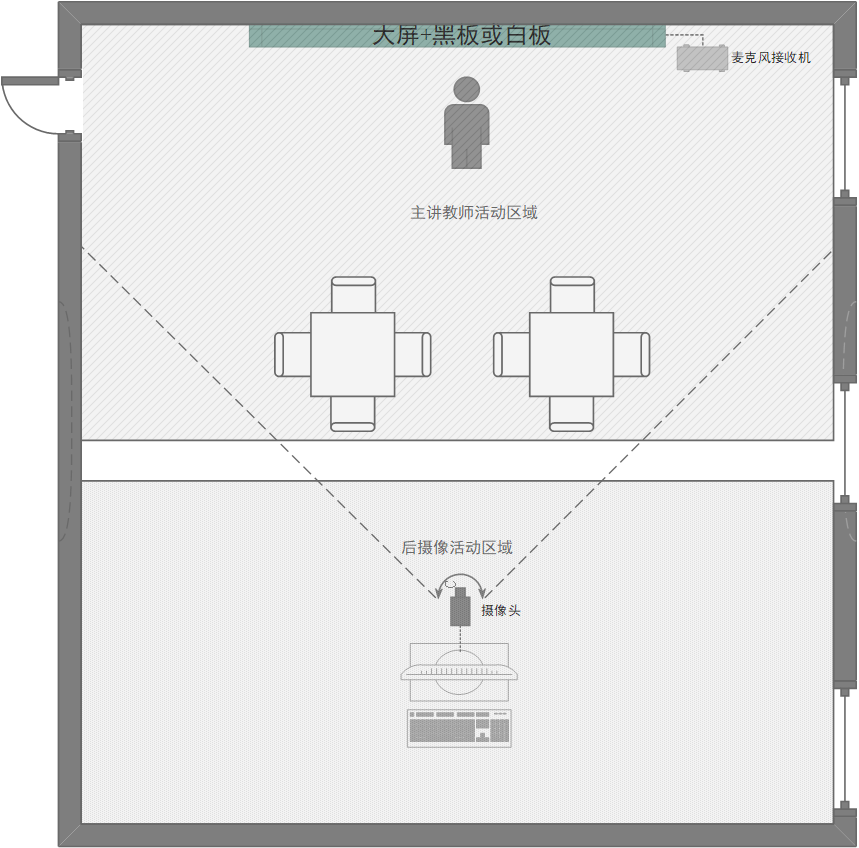 大屏+黑板或白板
麦克风接收机
主讲教师活动区域
后摄像活动区域
摄像头